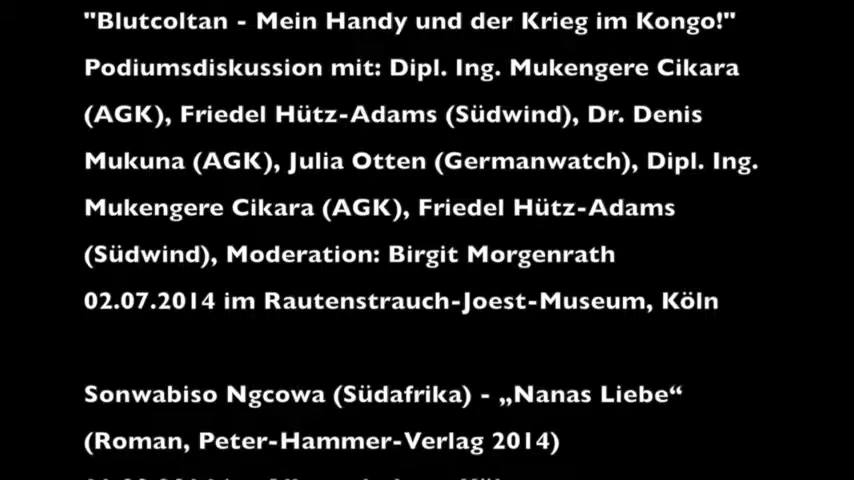 "Blutcoltan - Mein Handy und der Krieg im Kongo!"
Podiumsdiskussion mit: Dipl. Ing. Mukengere Cikara
(AGK), Friedel Hütz-Adams (Südwind), Dr. Denis
Mukuna (AGK), Julia Otten (Germanwatch), Dipl. Ing.
Mukengere Cikara (AGK), Friedel Hütz-Adams
(Südwind), Moderation: Birgit Morgenrath
02.07.2014 im Rautenstrauch-Joest-Museum, Köln
Sonwabiso Ngcowa (Südafrika) - „Nanas Liebe“
(Roman, Peter-Hammer-Verlag 2014)